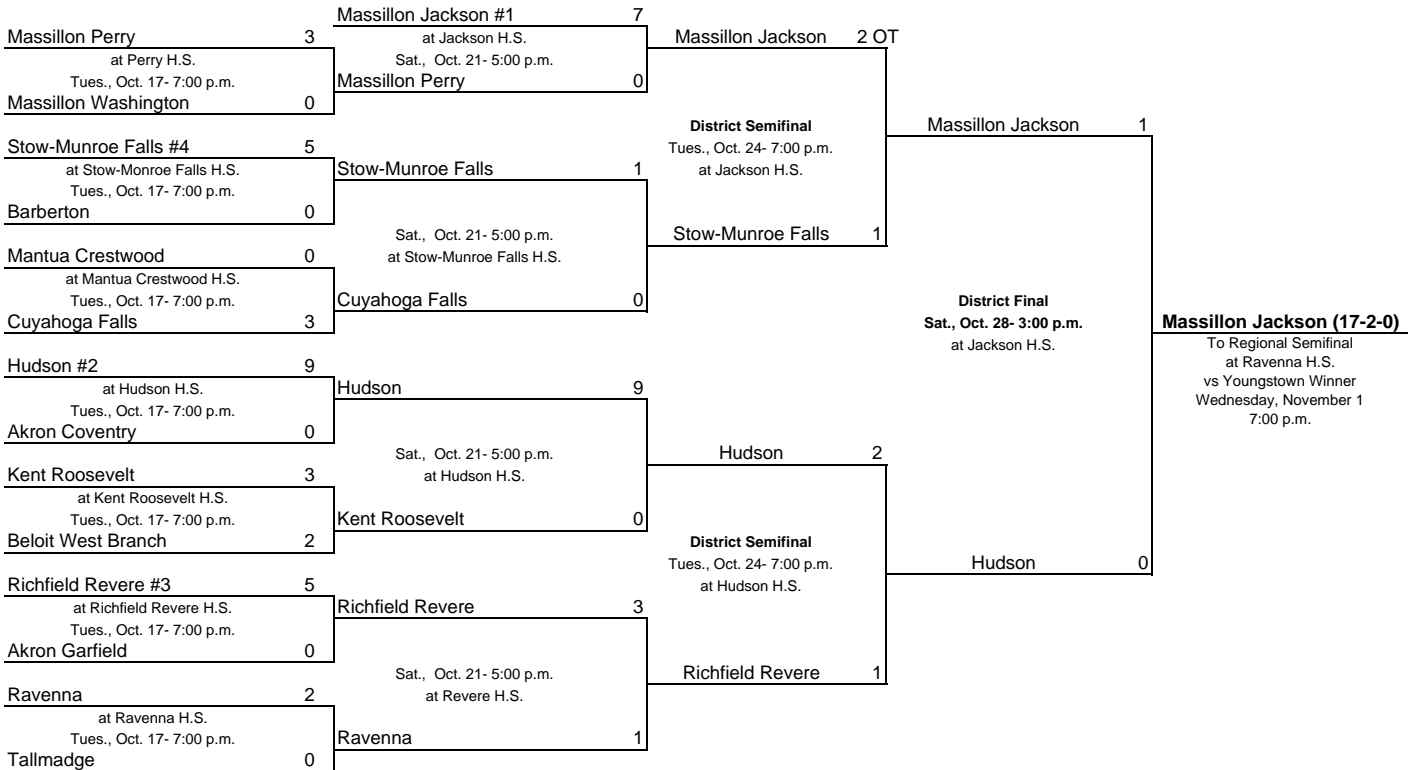 Massillon Perry 3
at Perry H.S.
Tues., Oct. 17- 7:00 p.m.
Massillon Washington 0
Stow-Munroe Falls #4 5
at Stow-Monroe Falls H.S.
Tues., Oct. 17- 7:00 p.m.
Barberton 0
Mantua Crestwood 0
at Mantua Crestwood H.S.
Tues., Oct. 17- 7:00 p.m.
Cuyahoga Falls 3
Hudson #2 9
at Hudson H.S.
Tues., Oct. 17- 7:00 p.m.
Akron Coventry 0
Kent Roosevelt 3
at Kent Roosevelt H.S.
Tues., Oct. 17- 7:00 p.m.
Beloit West Branch 2
Richfield Revere #3 5
at Richfield Revere H.S.
Tues., Oct. 17- 7:00 p.m.
Akron Garfield 0
Ravenna 2
at Ravenna H.S.
Tues., Oct. 17- 7:00 p.m.
Tallmadge 0
Massillon Jackson #1 7
at Jackson H.S.
Sat., Oct. 21- 5:00 p.m.
Massillon Perry 0
Stow-Munroe Falls 1
Sat., Oct. 21- 5:00 p.m.
at Stow-Munroe Falls H.S.
Cuyahoga Falls 0
Hudson 9
Sat., Oct. 21- 5:00 p.m.
at Hudson H.S.
Kent Roosevelt 0
Richfield Revere 3
Sat., Oct. 21- 5:00 p.m.
at Revere H.S.
Ravenna 1
Massillon Jackson 2 OT
District Semifinal
Tues., Oct. 24- 7:00 p.m.
at Jackson H.S.
Stow-Munroe Falls 1
Hudson 2
District Semifinal
Tues., Oct. 24- 7:00 p.m.
at Hudson H.S.
Richfield Revere 1
Massillon Jackson 1
District Final
Sat., Oct. 28- 3:00 p.m.
at Jackson H.S.
Hudson 0
Massillon Jackson (17-2-0)
To Regional Semifinal
at Ravenna H.S.
vs Youngstown Winner
Wednesday, November 1
7:00 p.m.